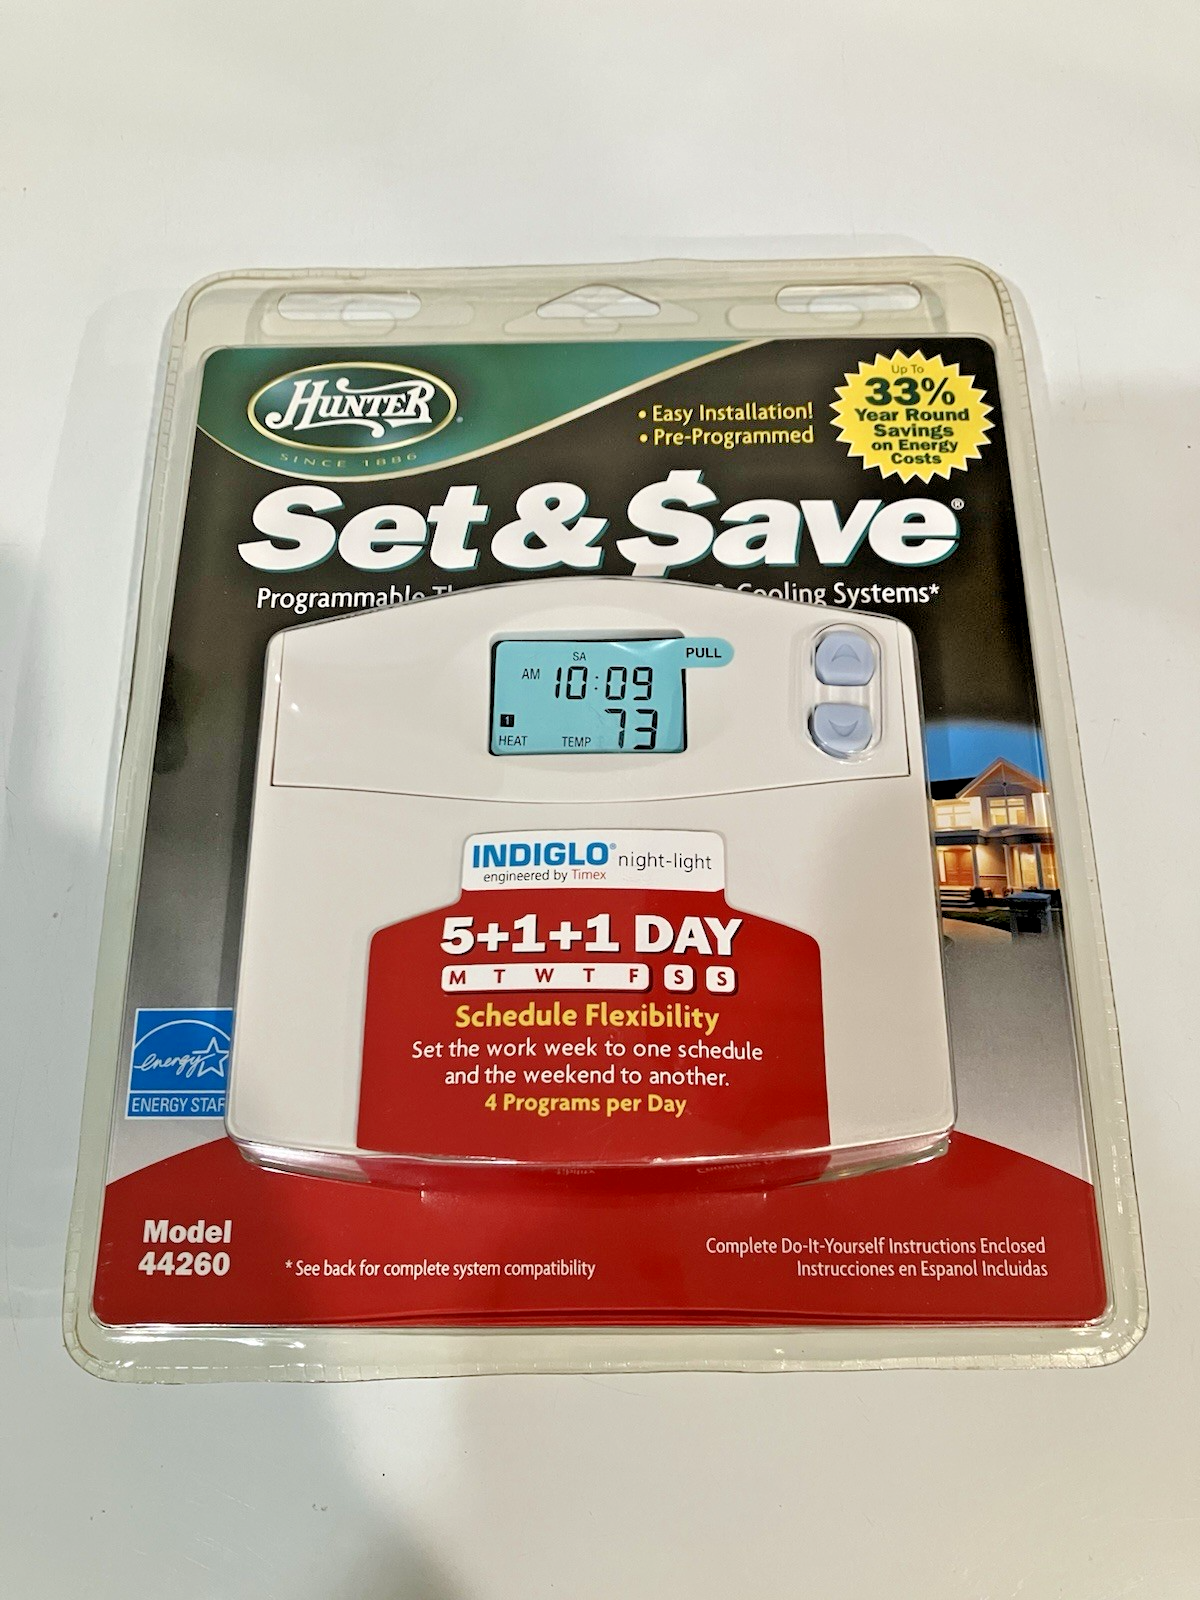 HUNTER
SINCE 1886
• Easy Installation!
• Pre-Programmed
Up To
33%
Year Round
Savings
on Energy
Costs
Set & $ave®
Programmable
& Cooling Systems*
PULL
SA
AM 10:09
1
73
HEAT TEMP
INDIGLO® night-light
engineered by Timex
5+1+1 DAY
M T W T F S S
Schedule Flexibility
Set the work week to one schedule
and the weekend to another.
4 Programs per Day
energy
ENERGY STAR
Model
44260
* See back for complete system compatibility
Complete Do-It-Yourself Instructions Enclosed
Instrucciones en Espanol Incluidas